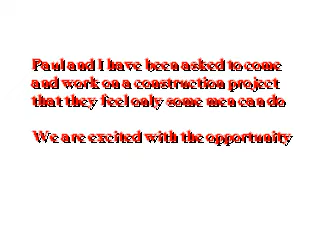 Paul and I have been asked to come
and work on a construction project
that they feel only some men can do
We are excited with the opportunity